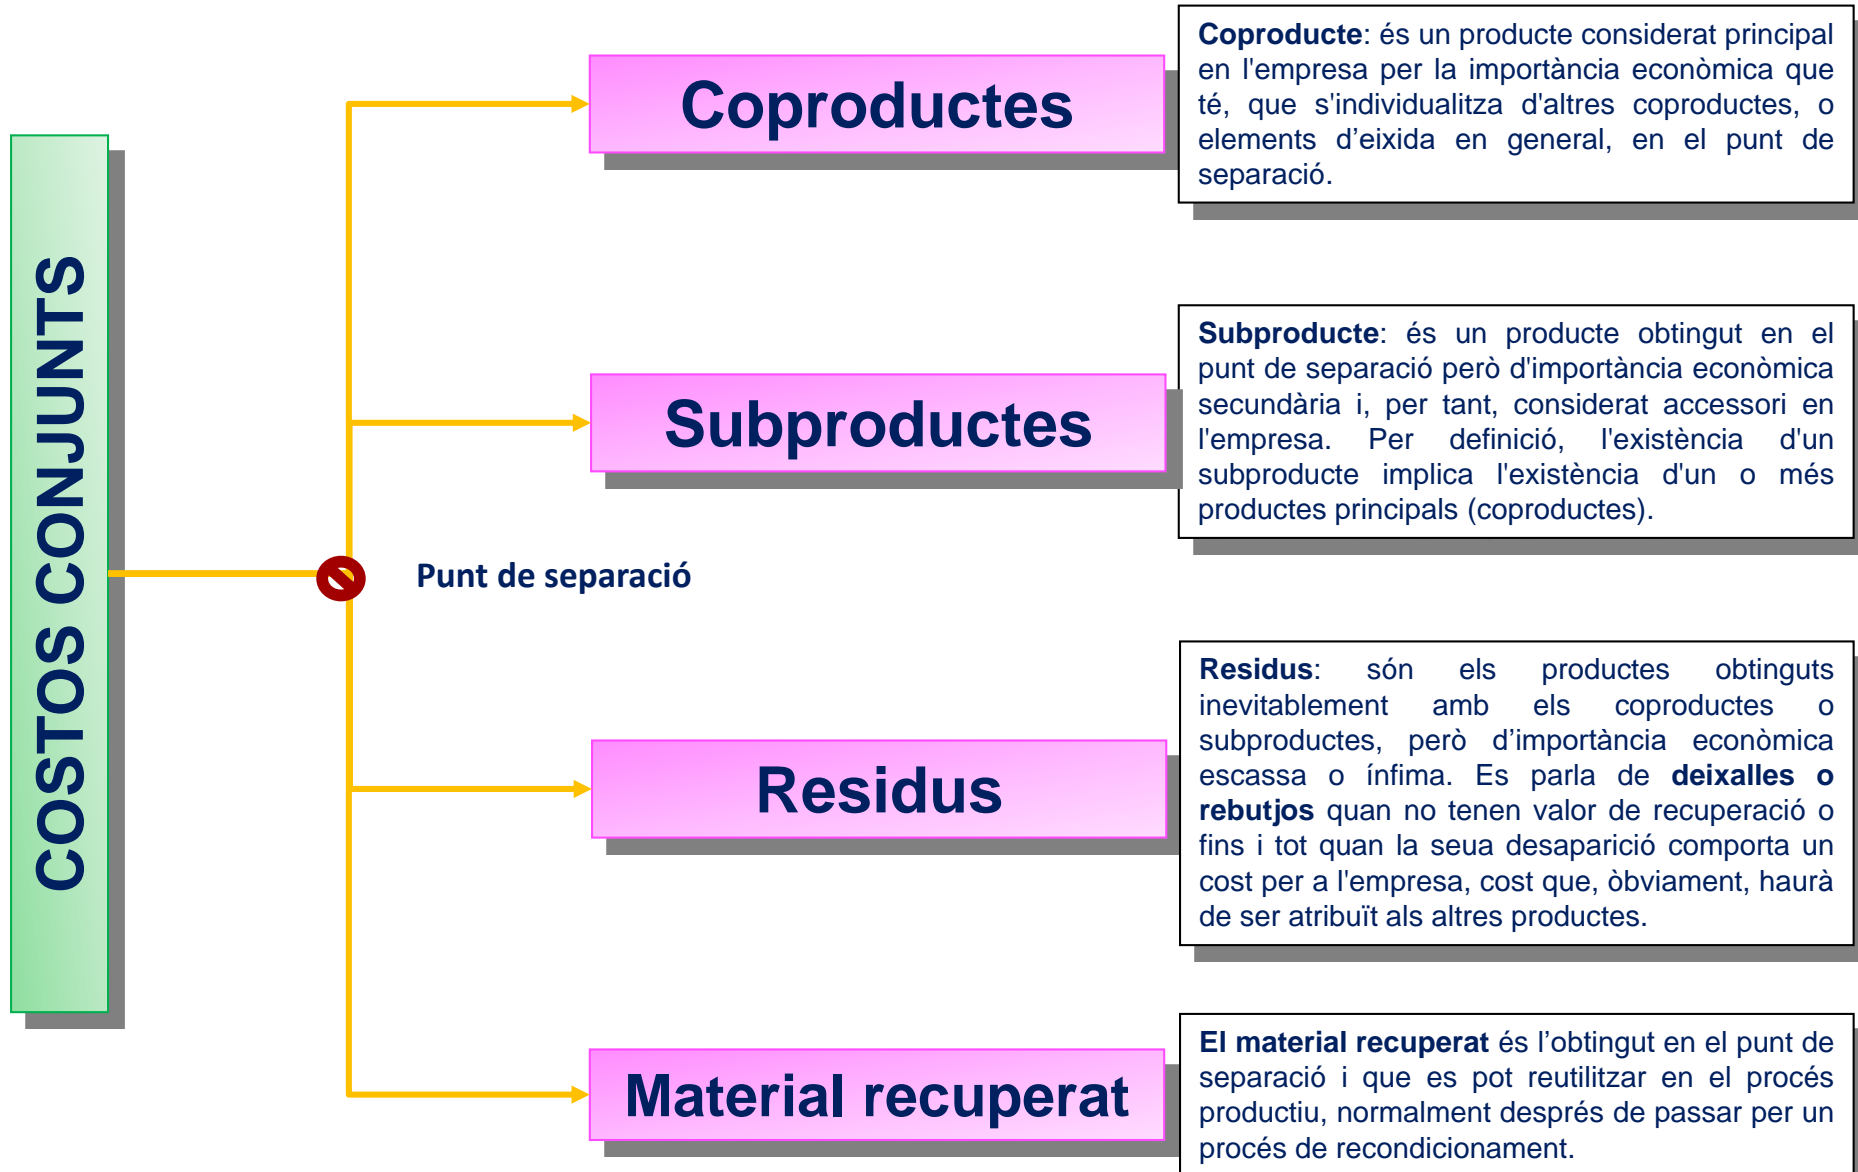 COSTOS CONJUNTS
Coproductes
Coproducte: és un producte considerat principal
en l'empresa per la importància econòmica que
té, que s'individualitza d'altres coproductes, o
elements d’eixida en general, en el punt de
separació.
Subproductes
Subproducte: és un producte obtingut en el
punt de separació però d'importància econòmica
secundària i, per tant, considerat accessori en
l'empresa. Per definició, l'existència d'un
subproducte implica l'existència d'un o més
productes principals (coproductes).
Punt de separació
Residus
Residus: són els productes obtinguts
inevitablement amb els coproductes o
subproductes, però d’importància econòmica
escassa o ínfima. Es parla de deixalles o
rebutjos quan no tenen valor de recuperació o
fins i tot quan la seua desaparició comporta un
cost per a l'empresa, cost que, òbviament, haurà
de ser atribuït als altres productes.
Material recuperat
El material recuperat és l’obtingut en el punt de
separació i que es pot reutilitzar en el procés
productiu, normalment després de passar per un
procés de recondicionament.